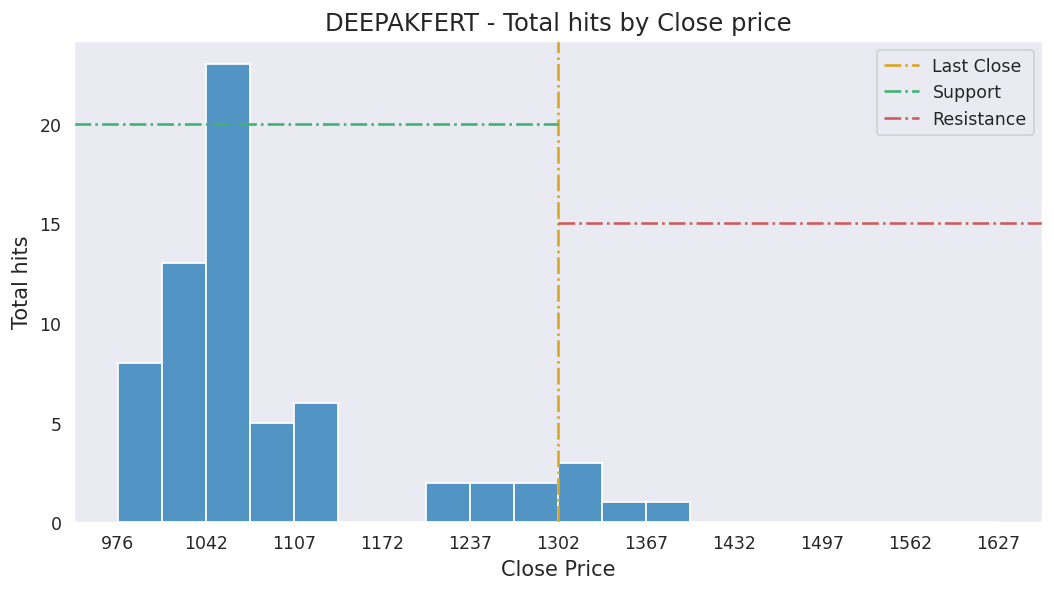 DEEPAKFERT - Total hits by Close price
Last Close
Support
Resistance
Total hits
20
15
10
5
0
976 1042 1107 1172 1237 1302 1367 1432 1497 1562 1627
Close Price